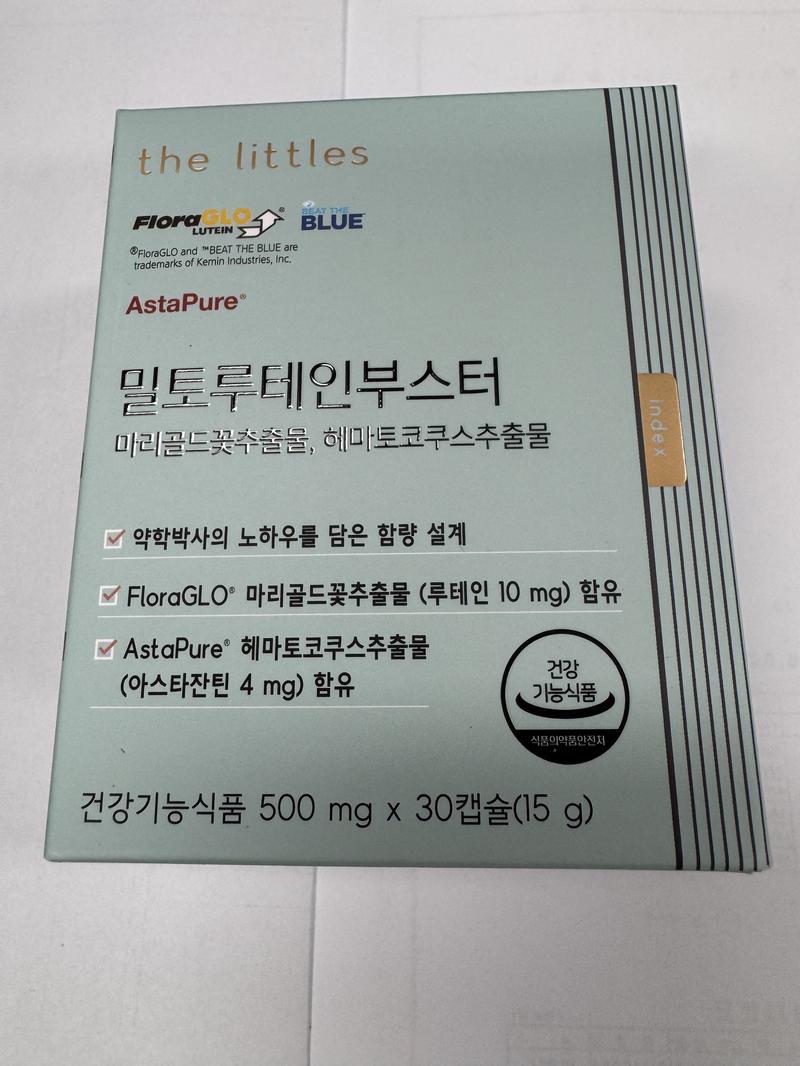 the littles
FloraGLO® BEAT THE
LUTEIN BLUE™
®FloraGLO and ™BEAT THE BLUE are
trademarks of Kemin Industries, Inc.
AstaPure®
밀토루테인부스터
마리골드꽃추출물, 헤마토코쿠스추출물
index
약학박사의 노하우를 담은 함량 설계
FloraGLO® 마리골드꽃추출물 (루테인 10 mg) 함유
AstaPure® 헤마토코쿠스추출물
(아스타잔틴 4 mg) 함유
건강
기능식품
식품의약품안전처
건강기능식품 500 mg x 30캡슐(15 g)